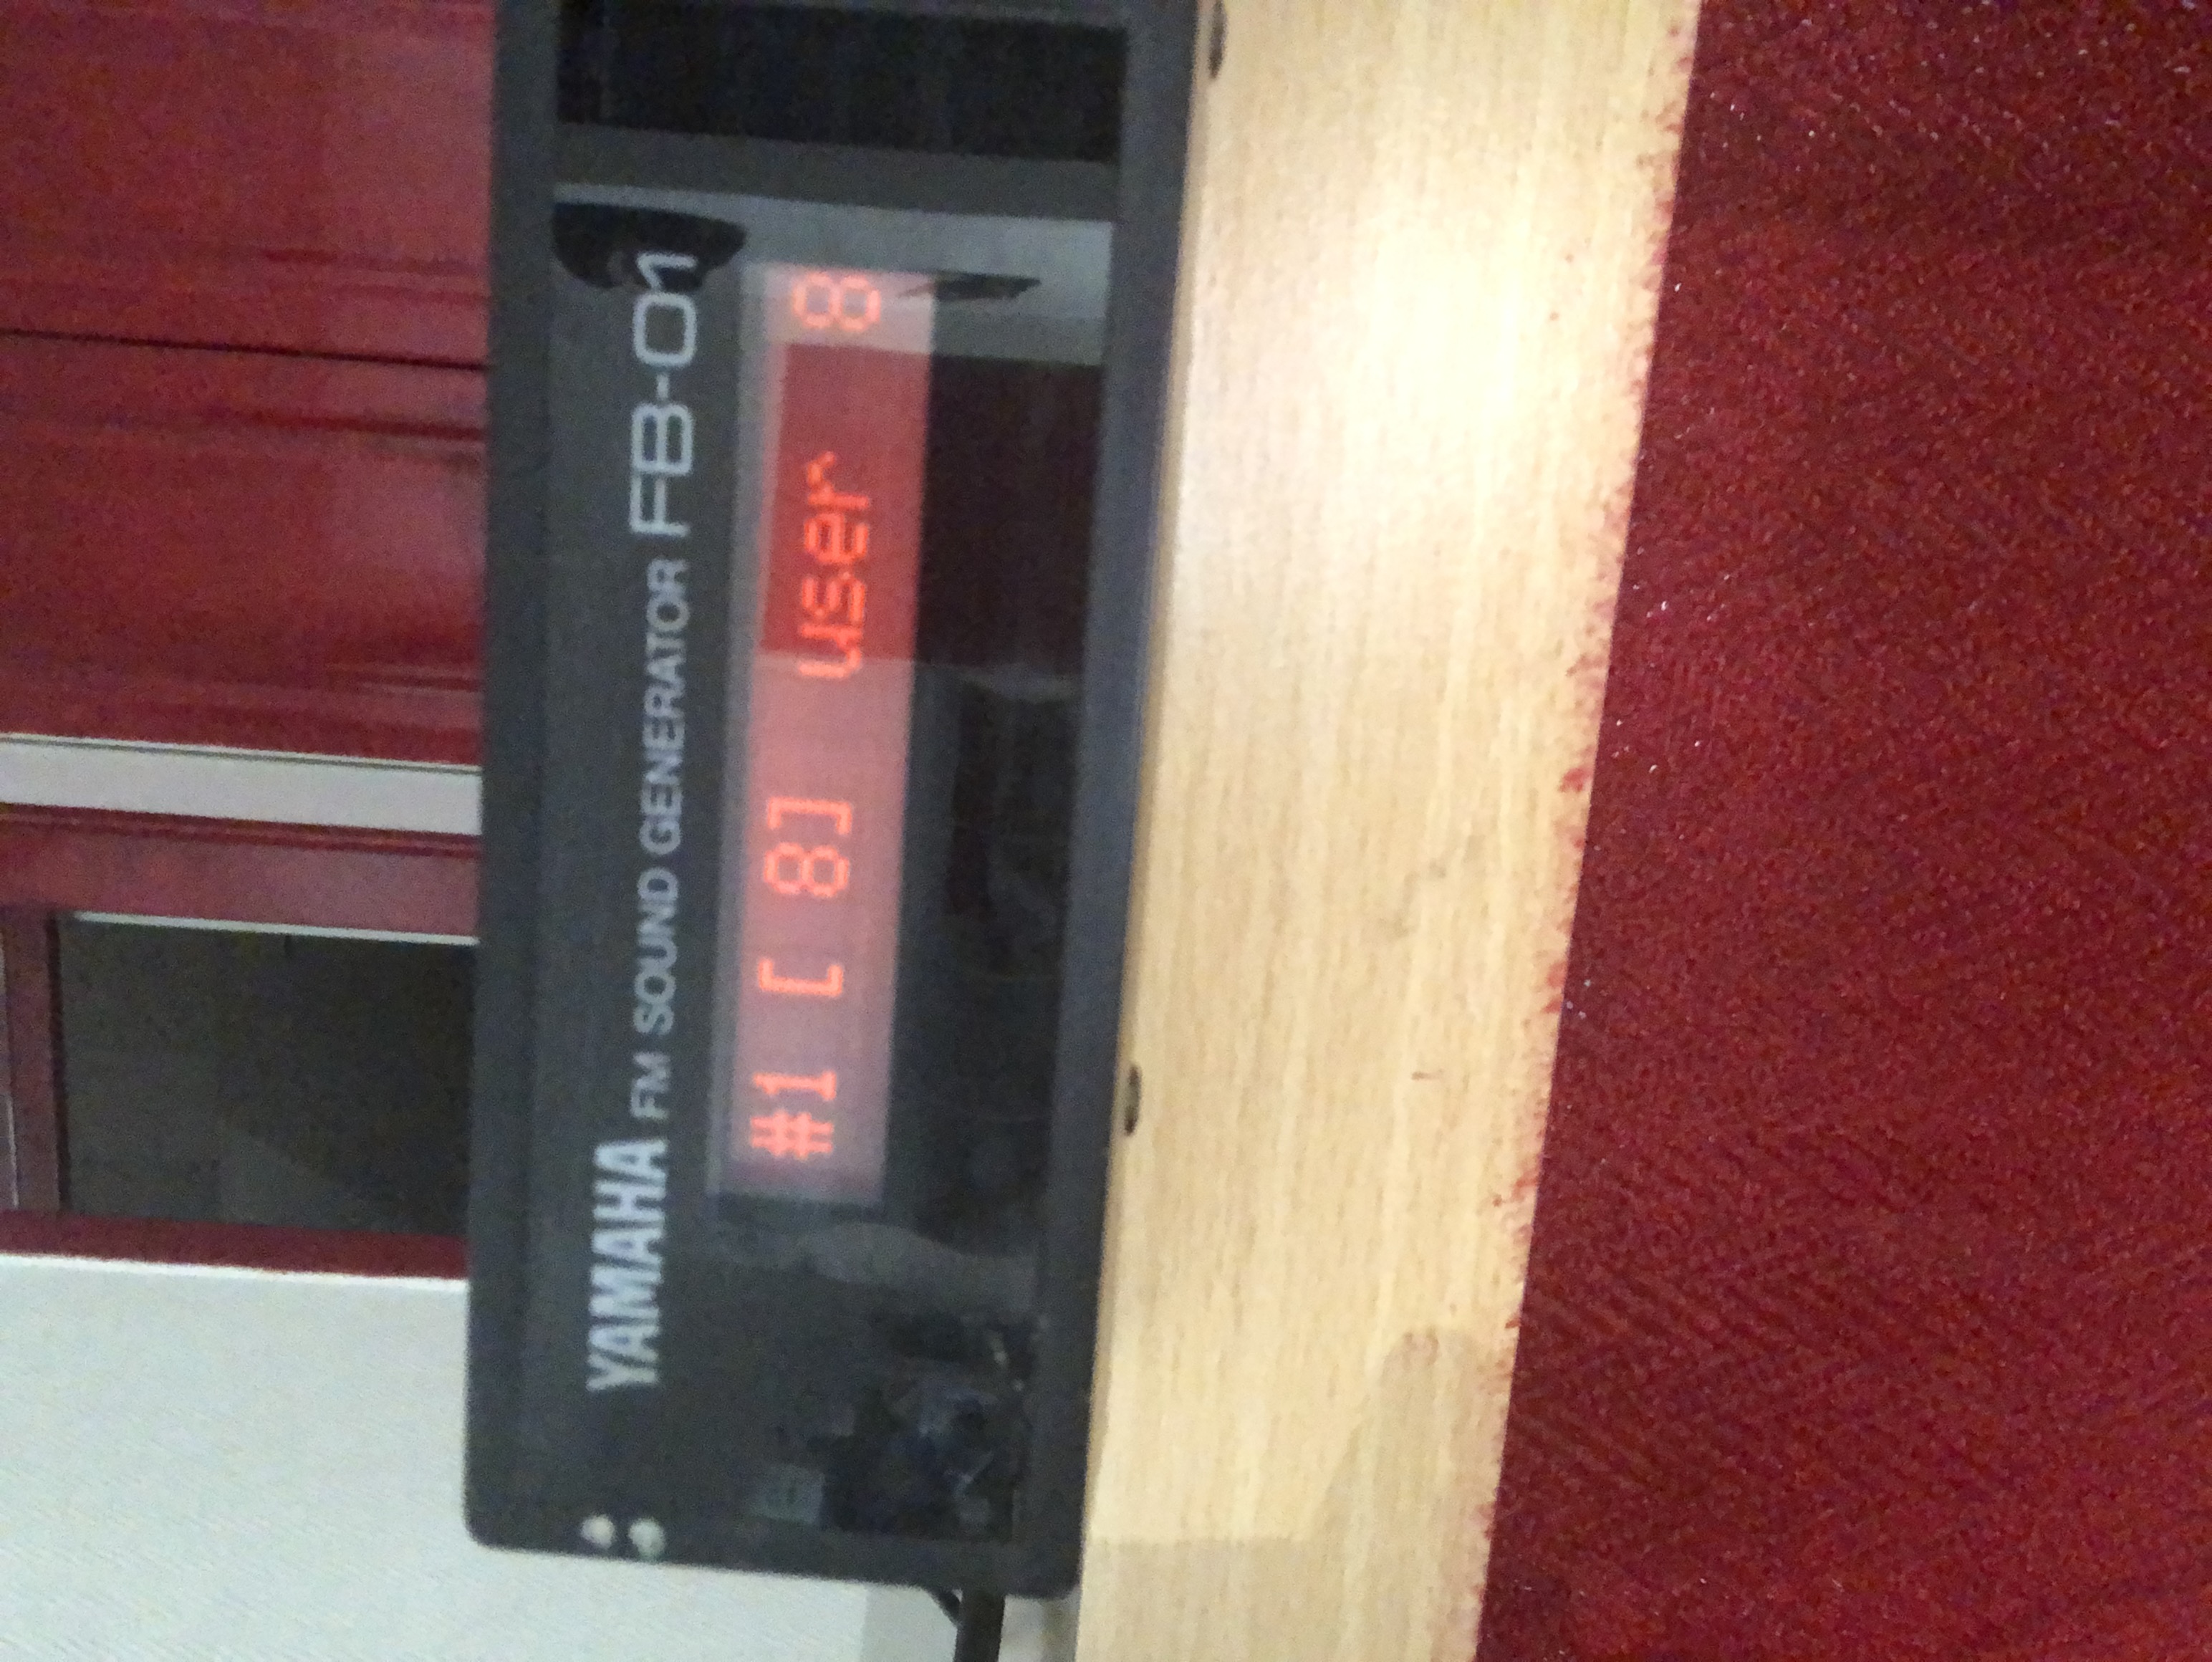 YAMAHA FM SOUND GENERATOR FB-01
#1 [ 8] user 8